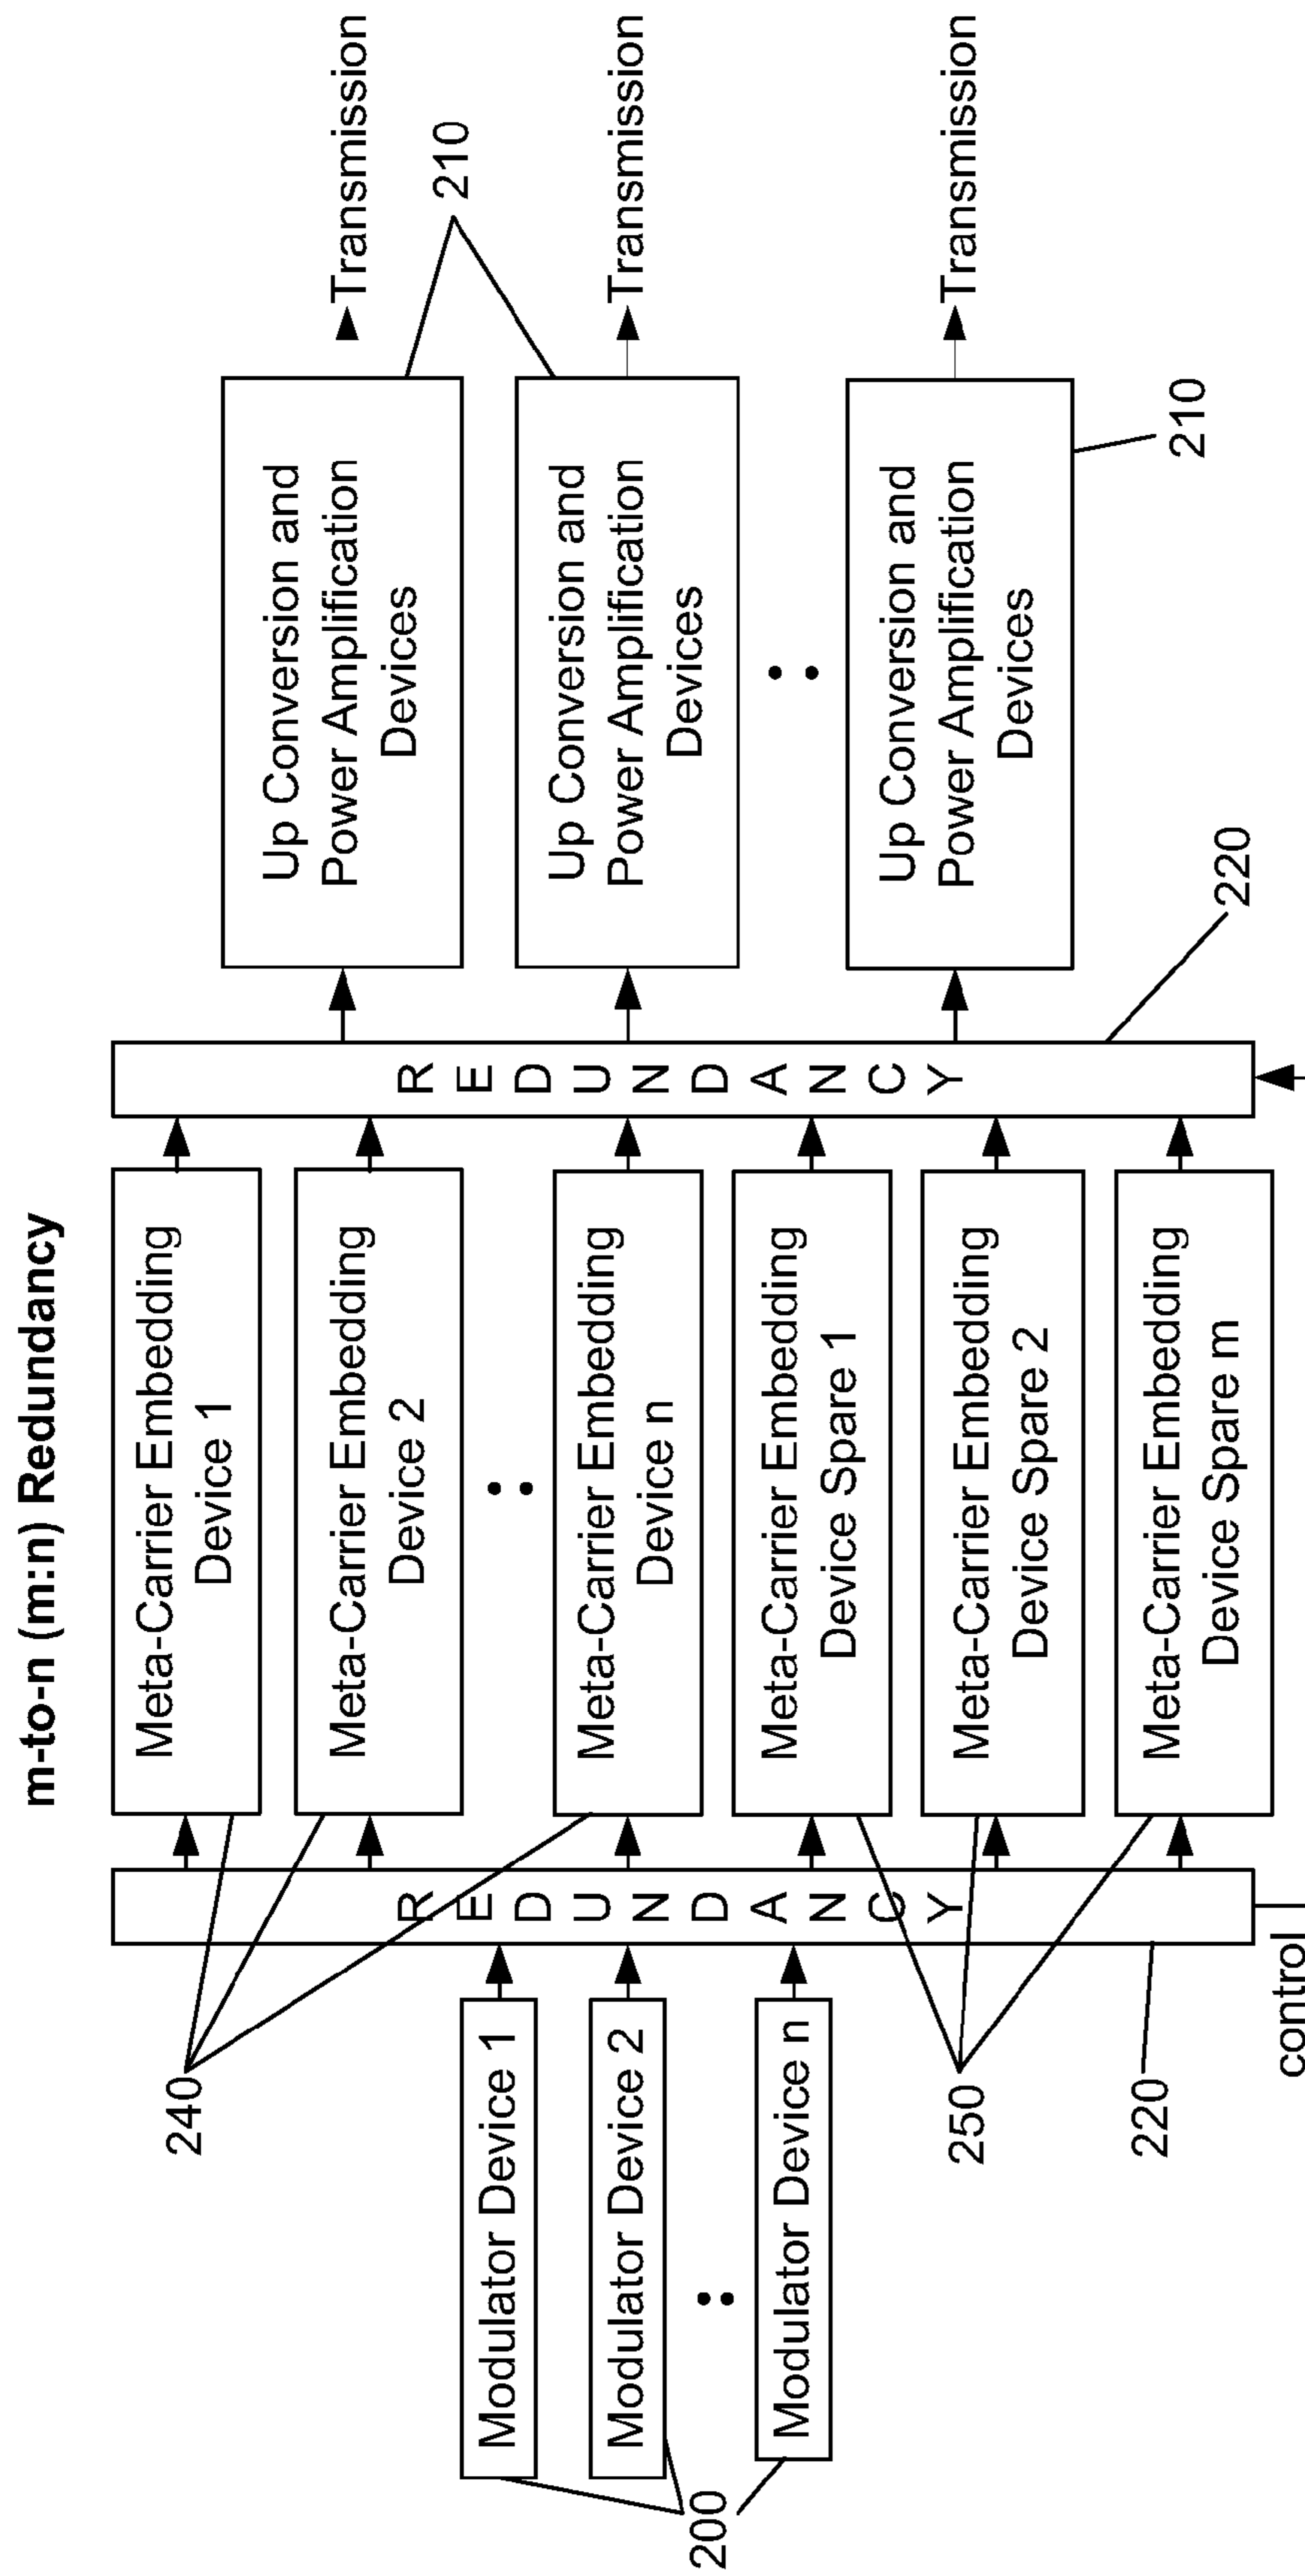 m-to-n (m:n) Redundancy
240
Modulator Device 1
Modulator Device 2
Modulator Device n
200
REDUNDANCY
250
220
control
Meta-Carrier Embedding
Device 1
Meta-Carrier Embedding
Device 2
Meta-Carrier Embedding
Device n
Meta-Carrier Embedding
Device Spare 1
Meta-Carrier Embedding
Device Spare 2
Meta-Carrier Embedding
Device Spare m
REDUNDANCY
220
Up Conversion and
Power Amplification
Devices
Up Conversion and
Power Amplification
Devices
Up Conversion and
Power Amplification
Devices
210
210
Transmission
Transmission
Transmission